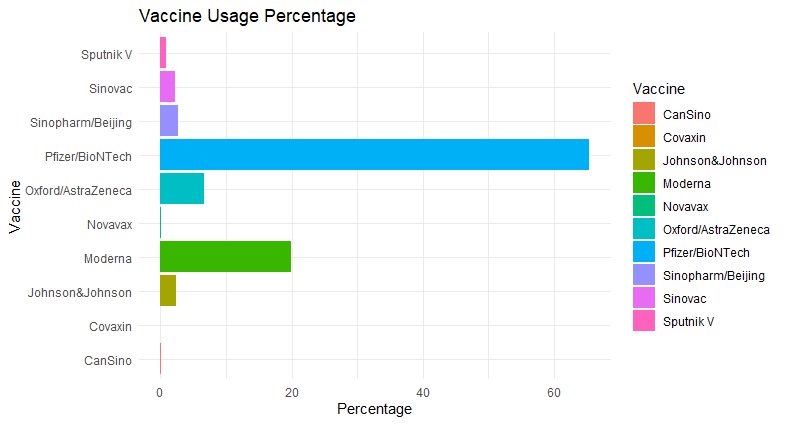 Vaccine Usage Percentage
Sputnik V
Sinovac
Sinopharm/Beijing
Pfizer/BioNTech
Oxford/AstraZeneca
Novavax
Moderna
Johnson&Johnson
Covaxin
CanSino
Vaccine
0 20 40 60
Percentage
Vaccine
CanSino
Covaxin
Johnson&Johnson
Moderna
Novavax
Oxford/AstraZeneca
Pfizer/BioNTech
Sinopharm/Beijing
Sinovac
Sputnik V